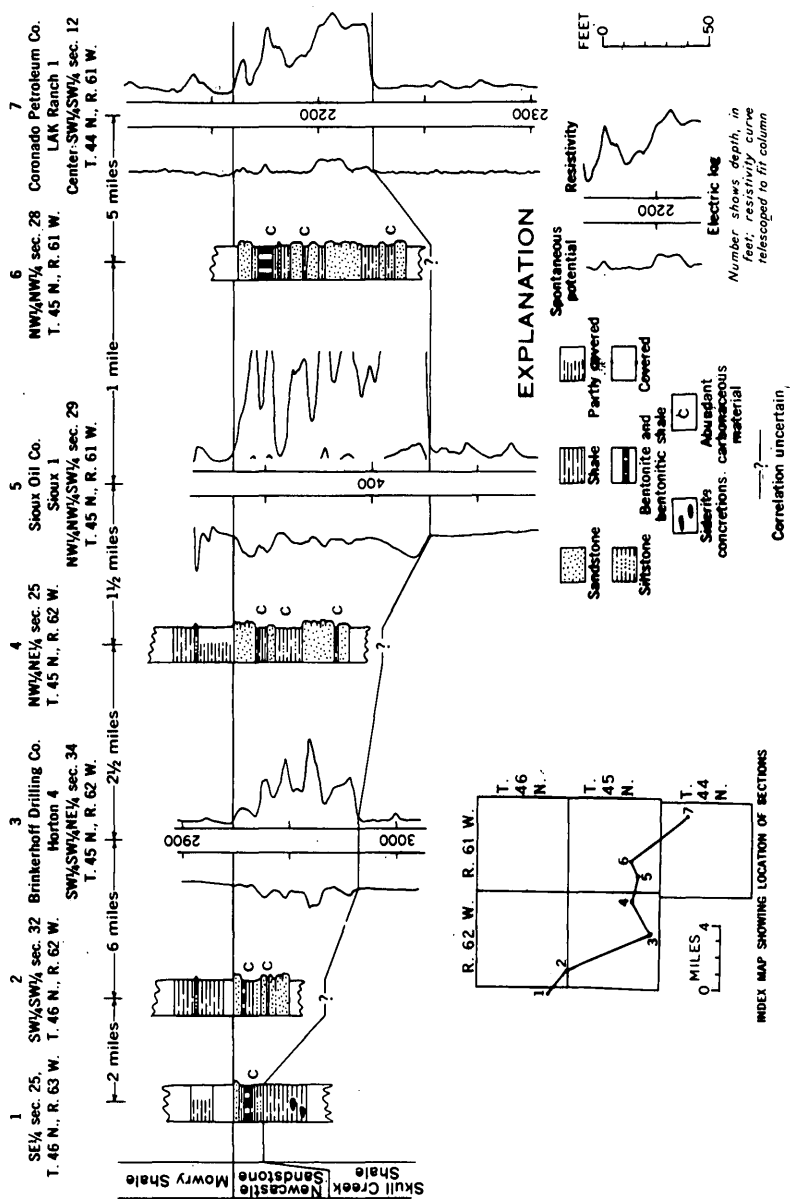 1
SE¼ sec. 25,
T. 46 N., R. 63 W.
2
SW¼SW¼ sec. 32
T. 46 N., R. 62 W.
3
Brinkerhoff Drilling Co.
Horton 4
SW¼SW¼NE¼ sec. 34
T. 45 N., R. 62 W.
4
NW¼NE¼ sec. 25
T. 45 N., R. 62 W.
5
Sioux Oil Co.
Sioux 1
NW¼NW¼SW¼ sec. 29
T. 45 N., R. 61 W.
6
NW¼NW¼ sec. 28
T. 45 N., R. 61 W.
7
Coronado Petroleum Co.
LAK Ranch 1
Center SW¼SW¼ sec. 12
T. 44 N., R. 61 W.
2 miles
6 miles
2½ miles
1½ miles
1 mile
5 miles
Mowry Shale
Newcastle
Sandstone
Skull Creek
Shale
C
C
C
C
C
C
C
C
C
?
?
?
?
2900
3000
400
2200
2300
EXPLANATION
Sandstone
Shale
Partly covered
Siltstone
Bentonite and
bentonitic shale
Covered
Siderite
concretions
C
Abundant
carbonaceous
material
?
Correlation uncertain
Spontaneous
potential
Resistivity
2200
Electric log
Number shows depth, in
feet; resistivity curve
telescoped to fit column
FEET
0
50
R. 62 W.
R. 61 W.
T. 46 N.
T. 45 N.
T. 44 N.
1
2
3
4
5
6
7
MILES
0
4
INDEX MAP SHOWING LOCATION OF SECTIONS